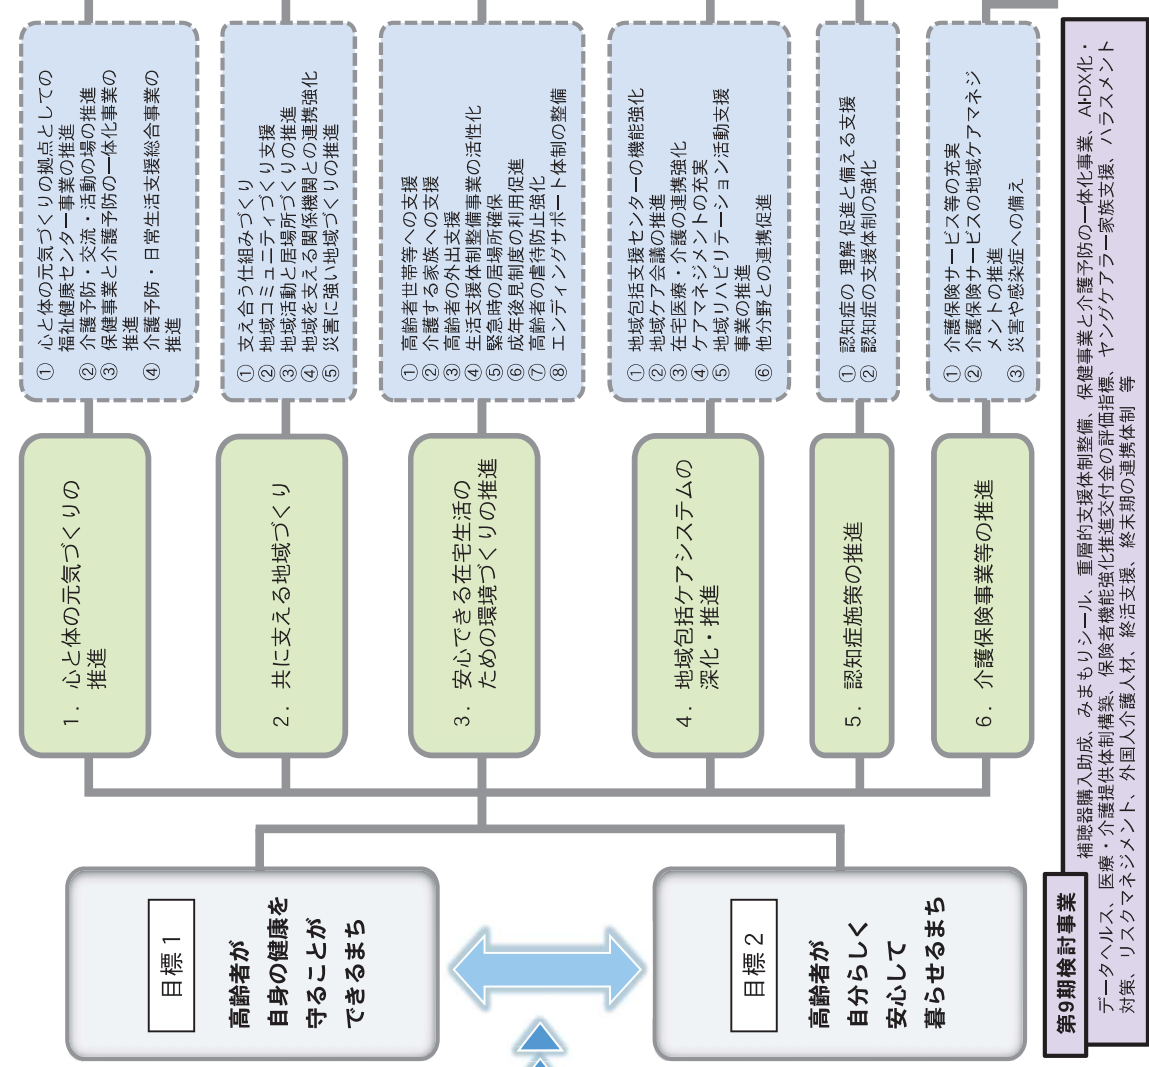 目標1
高齢者が
自身の健康を
守ることが
できるまち
目標2
高齢者が
自分らしく
安心して
暮らせるまち
1．心と体の元気づくりの
推進
① 心と体の元気づくりの拠点としての
福祉健康センター事業の推進
② 介護予防・交流・活動の場の推進
③ 保健事業と介護予防の一体化事業の
推進
④ 介護予防・日常生活支援総合事業の
推進
2．共に支える地域づくり
① 支え合う仕組みづくり
② 地域コミュニティづくり支援
③ 地域活動と居場所づくりの推進
④ 地域を支える関係機関との連携強化
⑤ 災害に強い地域づくりの推進
3．安心できる在宅生活の
ための環境づくりの推進
① 高齢者世帯等への支援
② 介護する家族への支援
③ 高齢者の外出支援
④ 生活支援体制整備事業の活性化
⑤ 緊急時の居場所確保
⑥ 成年後見制度の利用促進
⑦ 高齢者の虐待防止強化
⑧ エンディングサポート体制の整備
4．地域包括ケアシステムの
深化・推進
① 地域包括支援センターの機能強化
② 地域ケア会議の推進
③ 在宅医療・介護の連携強化
④ ケアマネジメントの充実
⑤ 地域リハビリテーション活動支援
事業の推進
⑥ 他分野との連携促進
5．認知症施策の推進
① 認知症の 理解促進と備える支援
② 認知症の支援体制の強化
6．介護保険事業等の推進
① 介護保険サービス等の充実
② 介護保険サービスの地域ケアマネジ
メントの推進
③ 災害や感染症への備え
第9期検討事業
補聴器購入助成、みまもりシール、重層的支援体制整備、保健事業と介護予防の一体化事業、AI・DX化・
データヘルス、医療・介護提供体制構築、保険者機能強化推進交付金の評価指標、ヤングケアラー家族支援、ハラスメント
対策、リスクマネジメント、外国人介護人材、終活支援、終末期の連携体制 等